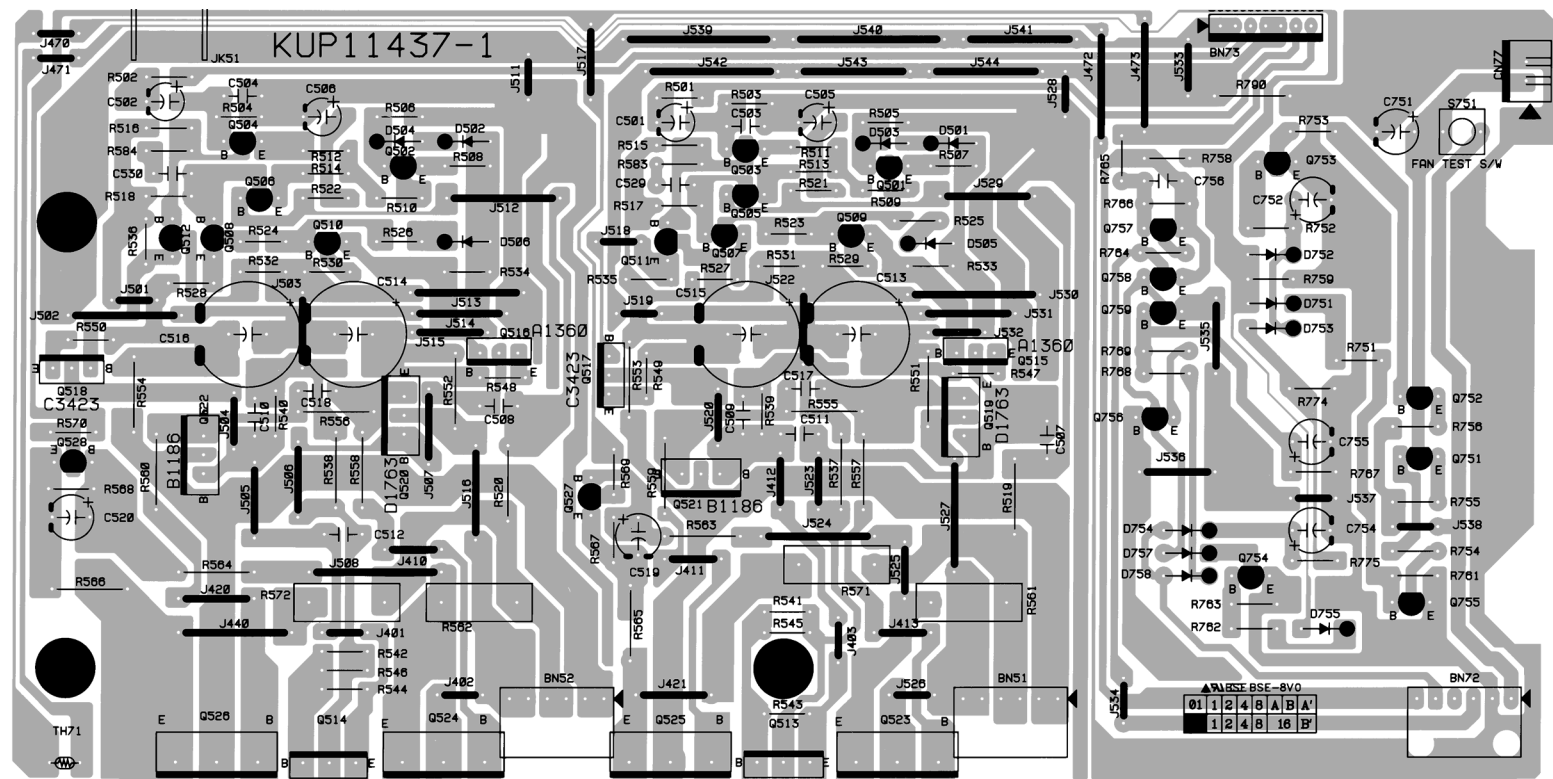 J470
J471
JK51
KUP11437-1
J511
J517
J539
J540
J541
J542
J543
J544
J528
J472
J473
J533
BN73
CN77
R790
R502
C502
C504
R504
Q504
B E
C506
R506
D504
D502
Q502
B E
R508
R516
R584
C530
R518
R512
R514
R522
R510
Q506
B E
J512
R501
C501
R503
C503
C505
R505
D503
D501
R507
R515
R583
C529
R517
Q503
B E
R511
R513
R521
Q501
B E
R509
Q505
B E
J529
R765
R758
C756
R766
R753
Q753
B E
C751
S751
FAN TEST S/W
C752
R752
R536
Q512
B E
Q508
B E
R524
Q510
B E
R526
D506
R532
R530
R534
J518
Q511
B E
Q507
B E
R523
Q509
B E
R525
D505
R527
R531
R529
R533
R535
Q757
B E
R764
Q758
B E
Q759
B E
D752
R759
D751
D753
J501
R528
J503
C514
J502
R550
C516
J513
J514
J515
Q516
A1360
B E
J519
C515
J522
C513
J530
J531
J532
A1360
Q515
B E
J535
R769
R768
R751
E B
Q518
C3423
R554
C518
R552
R548
C508
C3423
Q517
B E
R553
R549
C517
R551
R547
R570
Q528
E B
B1186
Q522
E B
J504
C510
R540
R556
D1763
Q520
E B
J507
J520
C509
R539
R555
C511
Q519
D1763
E B
C507
Q756
B E
R774
C755
Q752
B E
R756
Q751
B E
R568
C520
R560
J505
J506
R538
R558
J516
R520
Q527
B E
R569
R559
Q521
B1186
B E
J412
J523
R537
R557
J527
R519
J536
R767
J537
R755
J538
C512
J410
J508
R567
C519
R563
J411
J524
J525
D754
D757
D758
C754
R775
Q754
B E
R754
R761
Q755
B E
R566
R564
J420
R572
R562
J440
J401
R542
R546
R544
J402
R565
R541
R545
R571
J403
J413
R561
R763
R762
D755
BN52
J421
R543
J526
BN51
J534
BSE-8V0
01 1 2 4 8 A B A'
1 2 4 8 16 B'
BN72
TH71
E Q526 B
B Q514 E
E Q524 B
E Q525 B
B Q513 E
E Q523 B